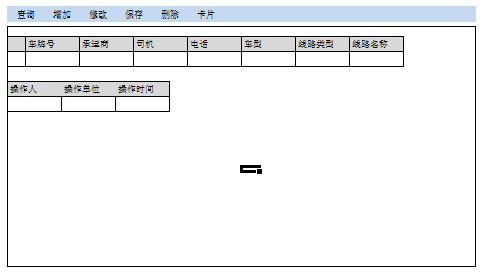 查询 增加 修改 保存 删除 卡片
车牌号 承运商 司机 电话 车型 线路类型 线路名称
操作人 操作单位 操作时间